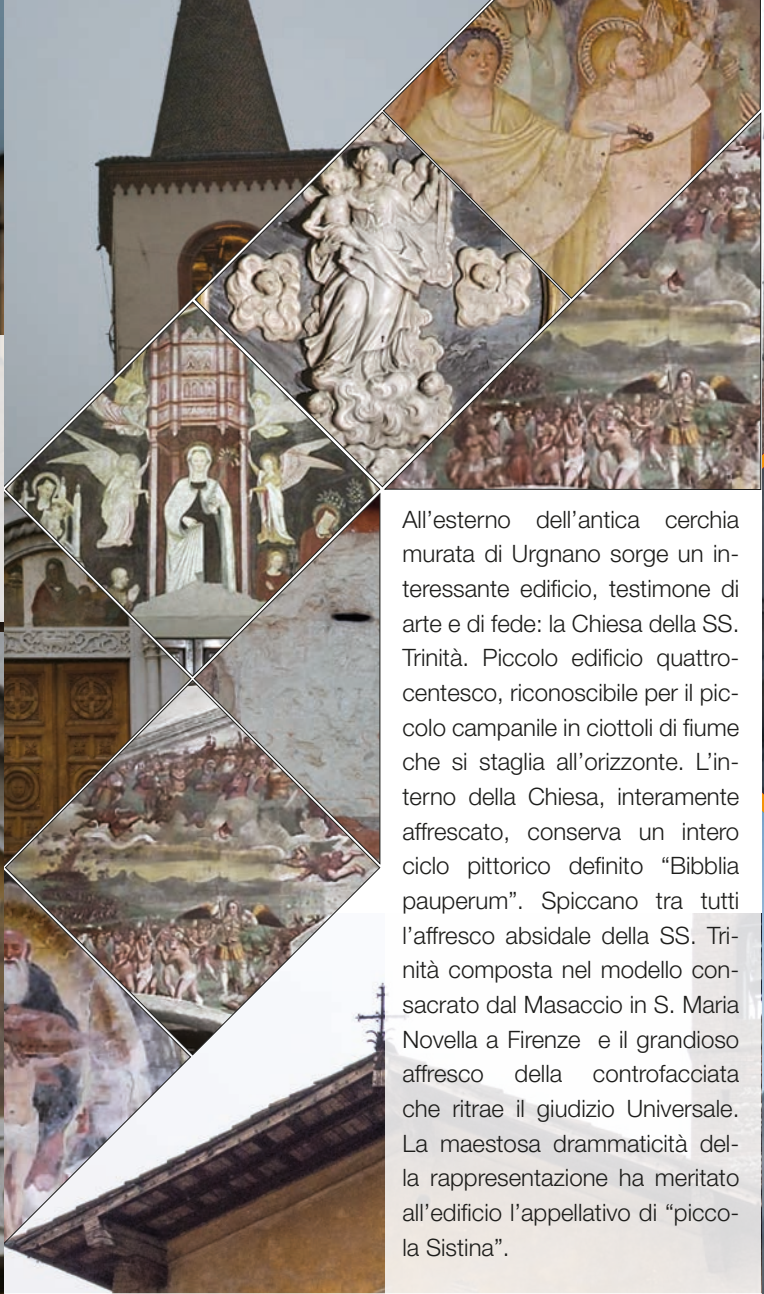 All’esterno dell’antica cerchia
murata di Urgnano sorge un in-
teressante edificio, testimone di
arte e di fede: la Chiesa della SS.
Trinità. Piccolo edificio quattro-
centesco, riconoscibile per il pic-
colo campanile in ciottoli di fiume
che si staglia all’orizzonte. L’in-
terno della Chiesa, interamente
affrescato, conserva un intero
ciclo pittorico definito “Bibblia
pauperum”. Spiccano tra tutti
l’affresco absidale della SS. Tri-
nità composta nel modello con-
sacrato dal Masaccio in S. Maria
Novella a Firenze e il grandioso
affresco della controfacciata
che ritrae il giudizio Universale.
La maestosa drammaticità del-
la rappresentazione ha meritato
all’edificio l’appellativo di “picco-
la Sistina”.